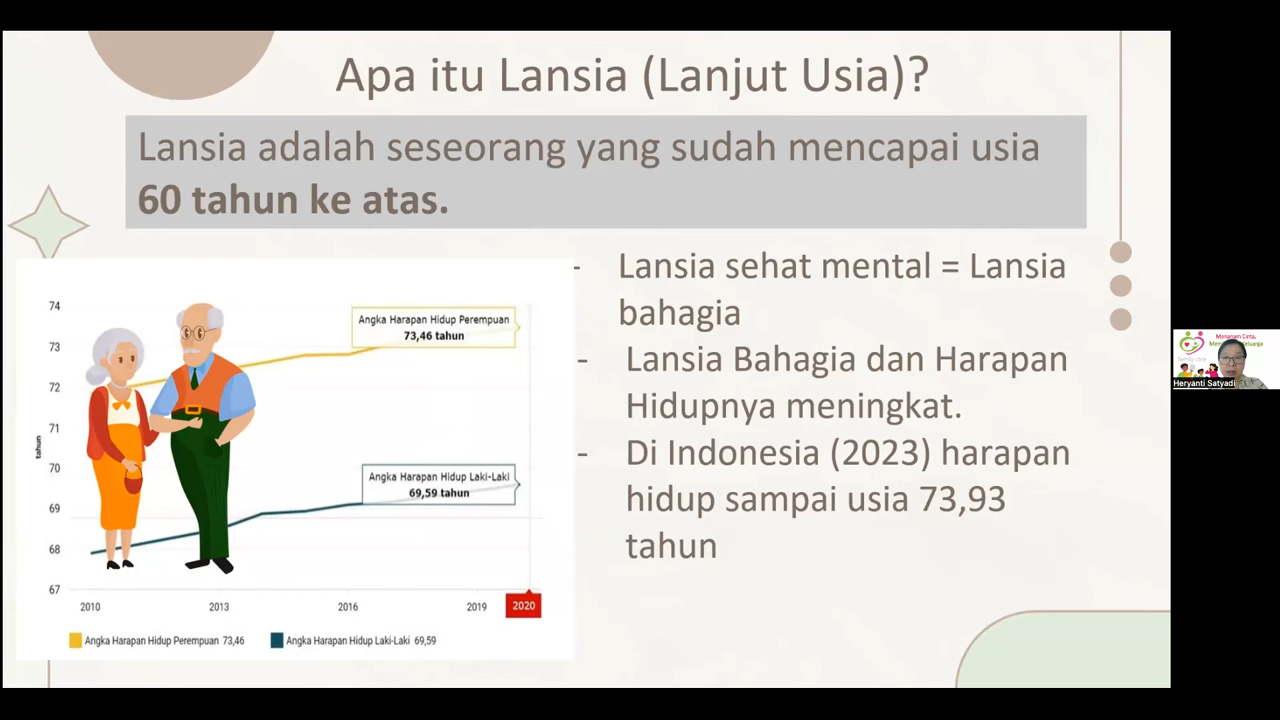 Apa itu Lansia (Lanjut Usia)?
Lansia adalah seseorang yang sudah mencapai usia
60 tahun ke atas.
- Lansia sehat mental = Lansia
bahagia
- Lansia Bahagia dan Harapan
Hidupnya meningkat.
- Di Indonesia (2023) harapan
hidup sampai usia 73,93
tahun
74
73
72
71
70
69
68
67
tahun
Angka Harapan Hidup Perempuan
73,46 tahun
Angka Harapan Hidup Laki-Laki
69,59 tahun
2010 2013 2016 2019 2020
Angka Harapan Hidup Perempuan 73,46 Angka Harapan Hidup Laki-Laki 69,59
Menanam Cinta,
family care
Heryanti Satyadi